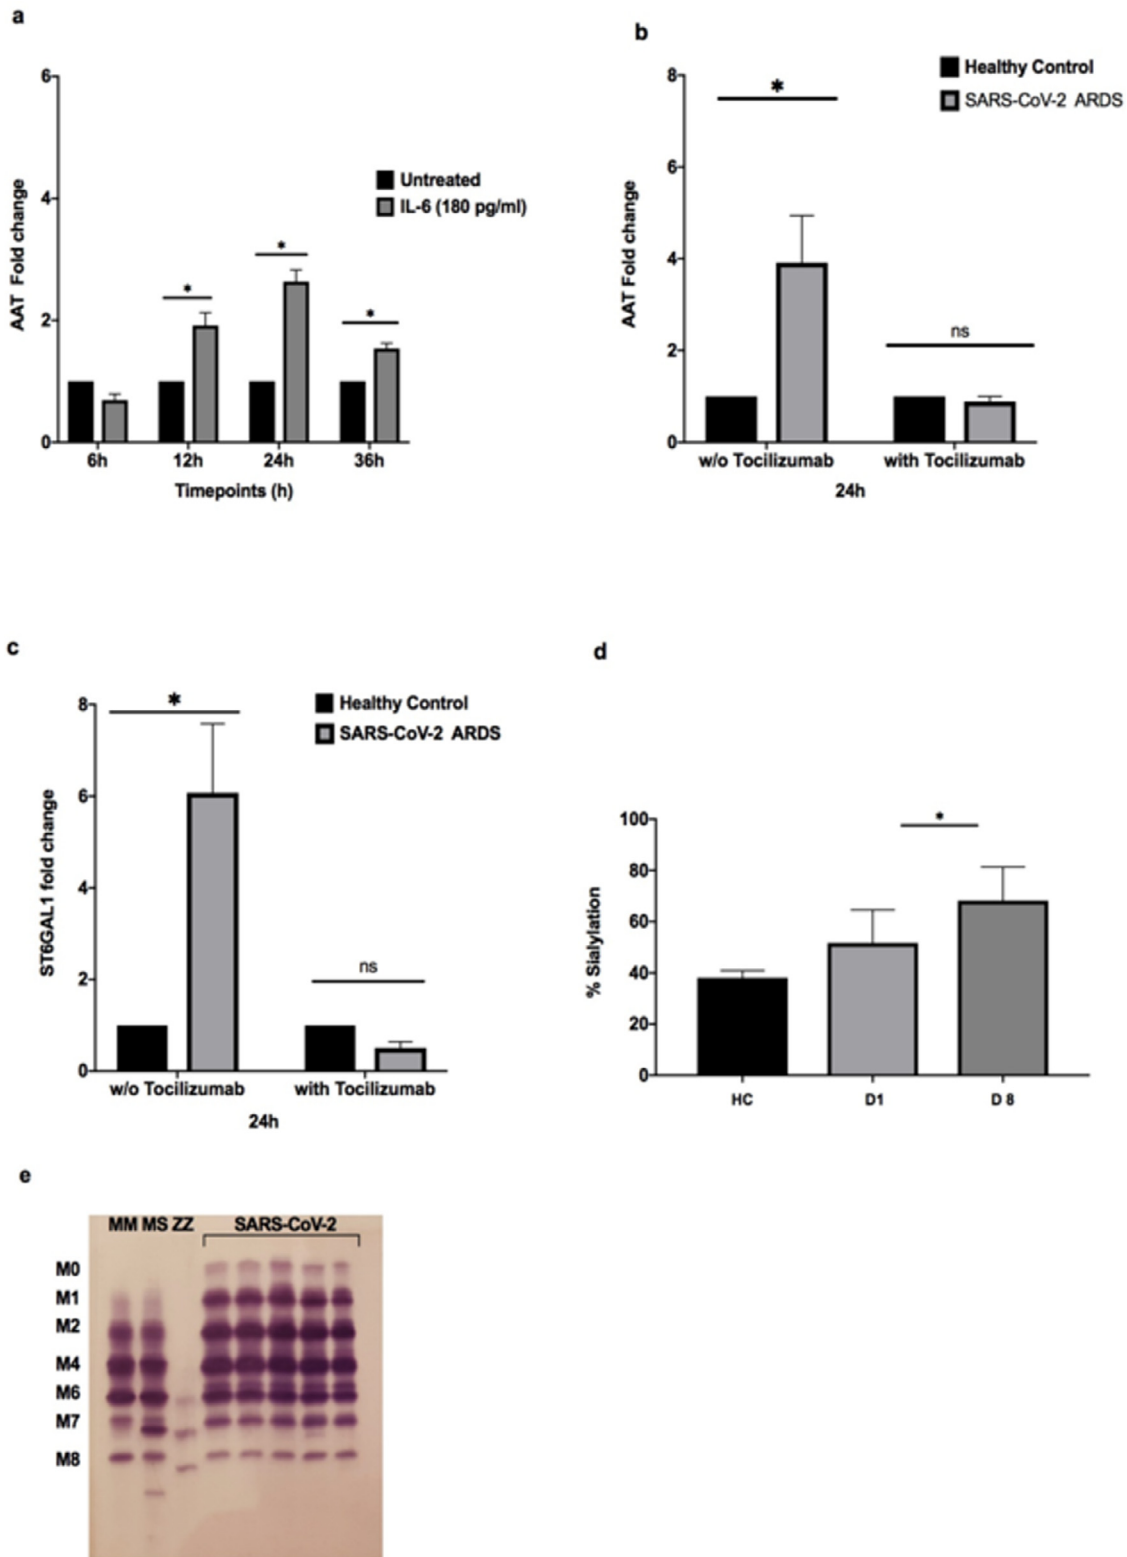 a
6
4
2
0
AAT Fold change
Untreated
IL-6 (180 pg/ml)
*
*
*
6h 12h 24h 36h
Timepoints (h)
b
8
6
4
2
0
AAT Fold change
Healthy Control
SARS-CoV-2 ARDS
*
ns
w/o Tocilizumab with Tocilizumab
24h
c
8
6
4
2
0
ST6GAL1 fold change
Healthy Control
SARS-CoV-2 ARDS
*
ns
w/o Tocilizumab with Tocilizumab
24h
d
100
80
60
40
20
0
% Sialylation
*
HC D1 D 8
e
MM MS ZZ SARS-CoV-2
M0
M1
M2
M4
M6
M7
M8